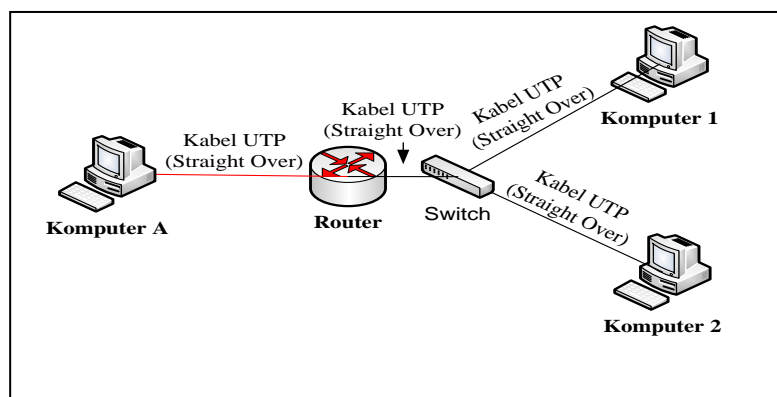 Kabel UTP
(Straight Over)
Komputer A
Kabel UTP
(Straight Over)
Router
Switch
Kabel UTP
(Straight Over)
Komputer 1
Kabel UTP
(Straight Over)
Komputer 2